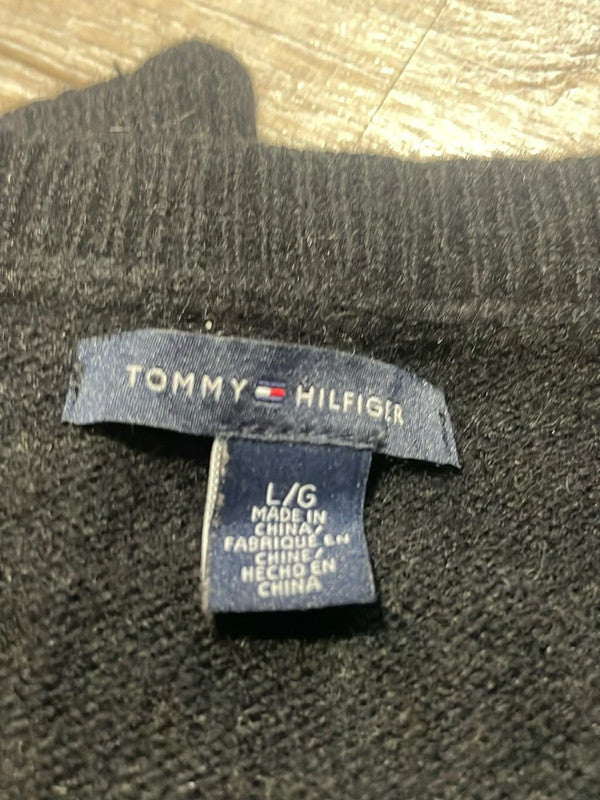 TOMMY HILFIGER
L/G
MADE IN
CHINA/
FABRIQUE EN
CHINE/
HECHO EN
CHINA